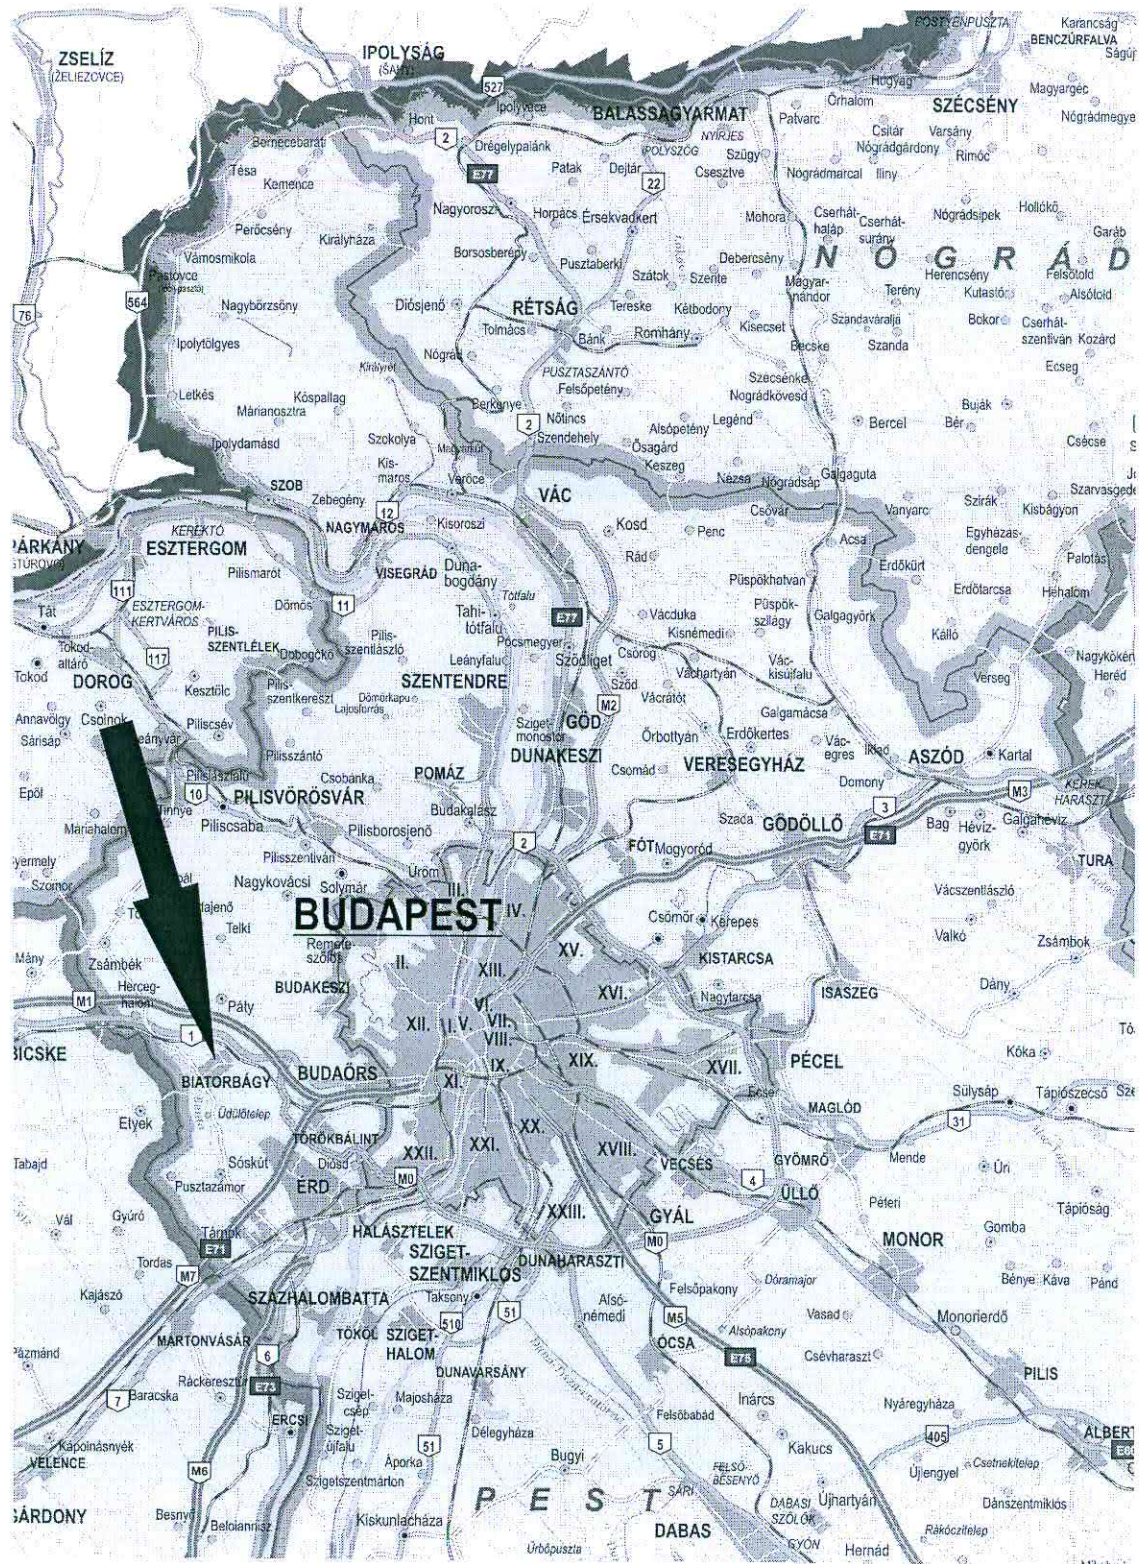 ZSELÍZ
(ŽELIEZOVCE)
IPOLYSÁG
(ŠAHY)
Karancság
BENCZÚRFALVA
527
Hont
Ipolyvece
BALASSAGYARMAT
Patvarc
Őrhalom
Hugyag
SZÉCSÉNY
Magyargéc
Nógrádmegye
Bernecebaráti
2
Drégelypalánk
NYÍRJES
IPOLYSZÖG
Szügy
Csitár
Nógrádgárdony
Varsány
Rimóc
Tésa
Kemence
E77
Patak
Dejtár
22
Csesztve
Nógrádmarcal
Iliny
Nagyoroszi
Horpács
Érsekvadkert
Mohora
Cserhát-
haláp
Cserhát-
surány
Nógrádsipek
Hollókő
Garáb
Perőcsény
Királyháza
Borsosberény
Pusztaberki
Debercsény
NÓGRÁD
Vámosmikola
Pastovce
Szátok
Szente
Magyar-
nándor
Herencsény
Felsőtold
76
564
Nagybörzsöny
Diósjenő
RÉTSÁG
Tereske
Kétbodony
Terény
Kutasó
Alsótold
Tolmács
Bánk
Romhány
Kisecset
Szandaváralja
Bokor
Cserhát-
szentiván
Kozárd
Ipolytölgyes
Nógrád
Becske
Szanda
Ecseg
Királyrét
PUSZTASZÁNTÓ
Felsőpetény
Szécsénke
Nógrádkövesd
Letkés
Márianosztra
Kóspallag
Berkenye
Nőtincs
2
Szendehely
Alsópetény
Legénd
Bercel
Buják
Bér
Csécse
Ipolydamásd
Szokolya
Ősagárd
Keszeg
Kis-
maros
Magyarkút
Verőce
Nézsa
Nógrádsáp
Galgaguta
SZOB
Zebegény
12
VÁC
Szirák
Kisbágyon
KEREKTÓ
NAGYMAROS
Kisoroszi
Kosd
Penc
Csővár
Vanyarc
PÁRKÁNY
ESZTERGOM
Rád
Acsa
Egyházas-
dengele
Palotás
Pilismarót
VISEGRÁD
Duna-
bogdány
Püspökhatvan
Erdőkürt
Erdőtarcsa
Héhalom
111
ESZTERGOM-
KERTVÁROS
Dömös
11
Tótfalu
E77
Vácduka
Püspök-
szilágy
Galgagyörk
Tát
PILIS-
SZENTLÉLEK
Tahi-
tótfalu
Kisnémedi
Kálló
Tokod-
altáró
117
Dobogókő
Pilis-
szentlászló
Pócsmegyer
Leányfalu
Sződliget
Csörög
Vác-
kisújfalu
Verseg
Tokod
DOROG
Kesztölc
Pilis-
szentkereszt
SZENTENDRE
Sződ
Váchartyán
Heréd
Dömörkapu
Lajosforrás
Vácrátót
Annavölgy
Csolnok
Piliscsév
Sziget-
monostor
GÖD
M2
Galgamácsa
Sárisáp
Leányvár
Pilisszántó
DUNAKESZI
Őrbottyán
Erdőkertes
Vác-
egres
Iklad
ASZÓD
Kartal
Epöl
Pilisjászfalu
Csobánka
POMÁZ
Csomád
VERESEGYHÁZ
Domony
M3
10
PILISVÖRÖSVÁR
Budakalász
Szada
GÖDÖLLŐ
3
E71
Bag
Hévíz-
györk
Galgahévíz
Máriahalom
Tinnye
Piliscsaba
Pilisborosjenő
2
FÓT
Mogyoród
TURA
Pilisszentiván
Üröm
Szomor
Nagykovácsi
Solymár
III.
Vácszentlászló
BUDAPEST
IV.
Telki
Csömör
Kerepes
Valkó
Zsámbok
Mány
Zsámbék
Remete-
szőlős
II.
XIII.
XV.
KISTARCSA
Herceg-
halom
BUDAKESZI
XVI.
Nagytarcsa
ISASZEG
Dány
M1
Páty
VI.
XII.
I.
V.
VII.
VIII.
1
BICSKE
IX.
XIX.
XVII.
PÉCEL
Kóka
BIATORBÁGY
BUDAÖRS
XI.
Ecser
Sülysáp
Tápiószecső
Etyek
Üdülőtelep
XX.
MAGLÓD
31
TÖRÖKBÁLINT
XXII.
XXI.
XVIII.
Sóskút
Diósd
VECSÉS
GYÖMRŐ
Mende
Tabajd
Pusztazámor
ÉRD
M0
4
ÜLLŐ
Úri
Vál
Gyúró
Tárnok
XXIII.
GYÁL
Péteri
Tápióság
HALÁSZTELEK
Gomba
E71
SZIGET-
SZENTMIKLÓS
DUNAHARASZTI
M0
MONOR
Tordas
M7
Bénye
Káva
Pánd
Kajászó
SZÁZHALOMBATTA
Taksony
51
Alsó-
némedi
Felsőpakony
Dóramajor
MARTONVÁSÁR
TÖKÖL
SZIGET-
HALOM
510
M5
Vasad
Monorierdő
Pázmánd
6
ÓCSA
Alsópakony
Csévharaszt
Ráckeresztúr
E73
DUNAVARSÁNY
E75
PILIS
7
Baracska
Sziget-
csép
Majosháza
Inárcs
Nyáregyháza
ERCSI
Sziget-
újfalu
Délegyháza
Felsőbabád
Kápolnásnyék
VELENCE
51
5
Kakucs
405
ALBERT
Áporka
Bugyi
FELSŐ-
BESENYŐ
Újlengyel
Csetnekitelep
M6
Szigetszentmárton
PEST
SÁRI
DABASI
SZŐLŐK
Újhartyán
Dánszentmiklós
GÁRDONY
Besnyő
Beloiannisz
Kiskunlacháza
DABAS
GYÓN
Rákóczitelep
Ürbőpuszta
Hernád